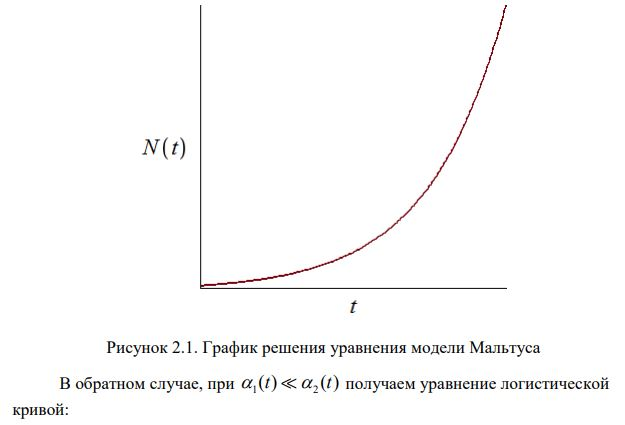 N(t)
t
Рисунок 2.1. График решения уравнения модели Мальтуса
В обратном случае, при α₁(t) ≪ α₂(t) получаем уравнение логистической
кривой: